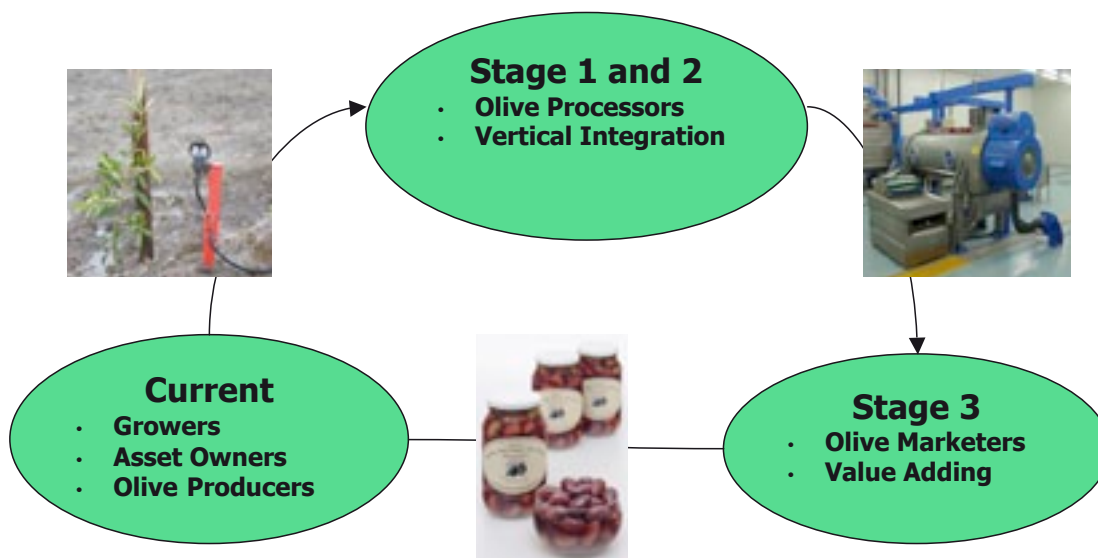 Stage 1 and 2
• Olive Processors
• Vertical Integration
Current
• Growers
• Asset Owners
• Olive Producers
Stage 3
• Olive Marketers
• Value Adding